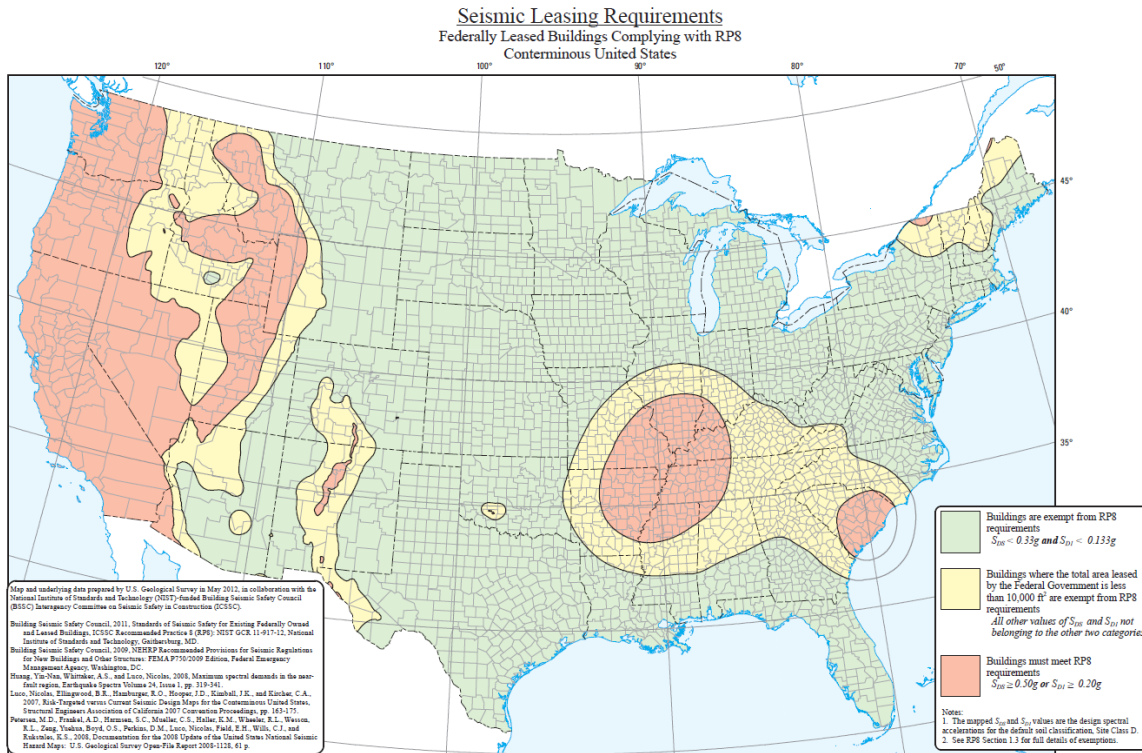 Seismic Leasing Requirements
Federally Leased Buildings Complying with RP8
Conterminous United States
120°
110°
100°
90°
80°
70°
50°
45°
40°
35°
Map and underlying data prepared by U.S. Geological Survey in May 2012, in collaboration with the
National Institute of Standards and Technology (NIST)-funded Building Seismic Safety Council
(BSSC) Interagency Committee on Seismic Safety in Construction (ICSSC).
Building Seismic Safety Council, 2011, Standards of Seismic Safety for Existing Federally Owned
and Leased Buildings, ICSSC Recommended Practice 8 (RP8): NIST GCR 11-917-12, National
Institute of Standards and Technology, Gaithersburg, MD.
Building Seismic Safety Council, 2009, NEHRP Recommended Provisions for Seismic Regulations
for New Buildings and Other Structures: FEMA P750/2009 Edition, Federal Emergency
Management Agency, Washington, DC.
Huang, Yin-Nan, Whittaker, A.S., and Luco, Nicolas, 2008, Maximum spectral demands in the near-
fault region, Earthquake Spectra Volume 24, Issue 1, pp. 319-341.
Luco, Nicolas, Ellingwood, B.R., Hamburger, R.O., Hooper, J.D., Kimball, J.K., and Kircher, C.A.,
2007, Risk-Targeted versus Current Seismic Design Maps for the Conterminous United States,
Structural Engineers Association of California 2007 Convention Proceedings, pp. 163-175.
Petersen, M.D., Frankel, A.D., Harmsen, S.C., Mueller, C.S., Haller, K.M., Wheeler, R.L., Wesson,
R.L., Zeng, Yuehua, Boyd, O.S., Perkins, D.M., Luco, Nicolas, Field, E.H., Wills, C.J., and
Rukstales, K.S., 2008, Documentation for the 2008 Update of the United States National Seismic
Hazard Maps: U.S. Geological Survey Open-File Report 2008-1128, 61 p.
Buildings are exempt from RP8
requirements
S_DS < 0.33g and S_D1 < 0.133g
Buildings where the total area leased
by the Federal Government is less
than 10,000 ft² are exempt from RP8
requirements
All other values of S_DS and S_D1 not
belonging to the other two categories
Buildings must meet RP8
requirements
S_DS ≥ 0.50g or S_D1 ≥ 0.20g
Notes:
1. The mapped S_DS and S_D1 values are the design spectral
accelerations for the default soil classification, Site Class D.
2. See RP8 Section 1.3 for full details of exemptions.